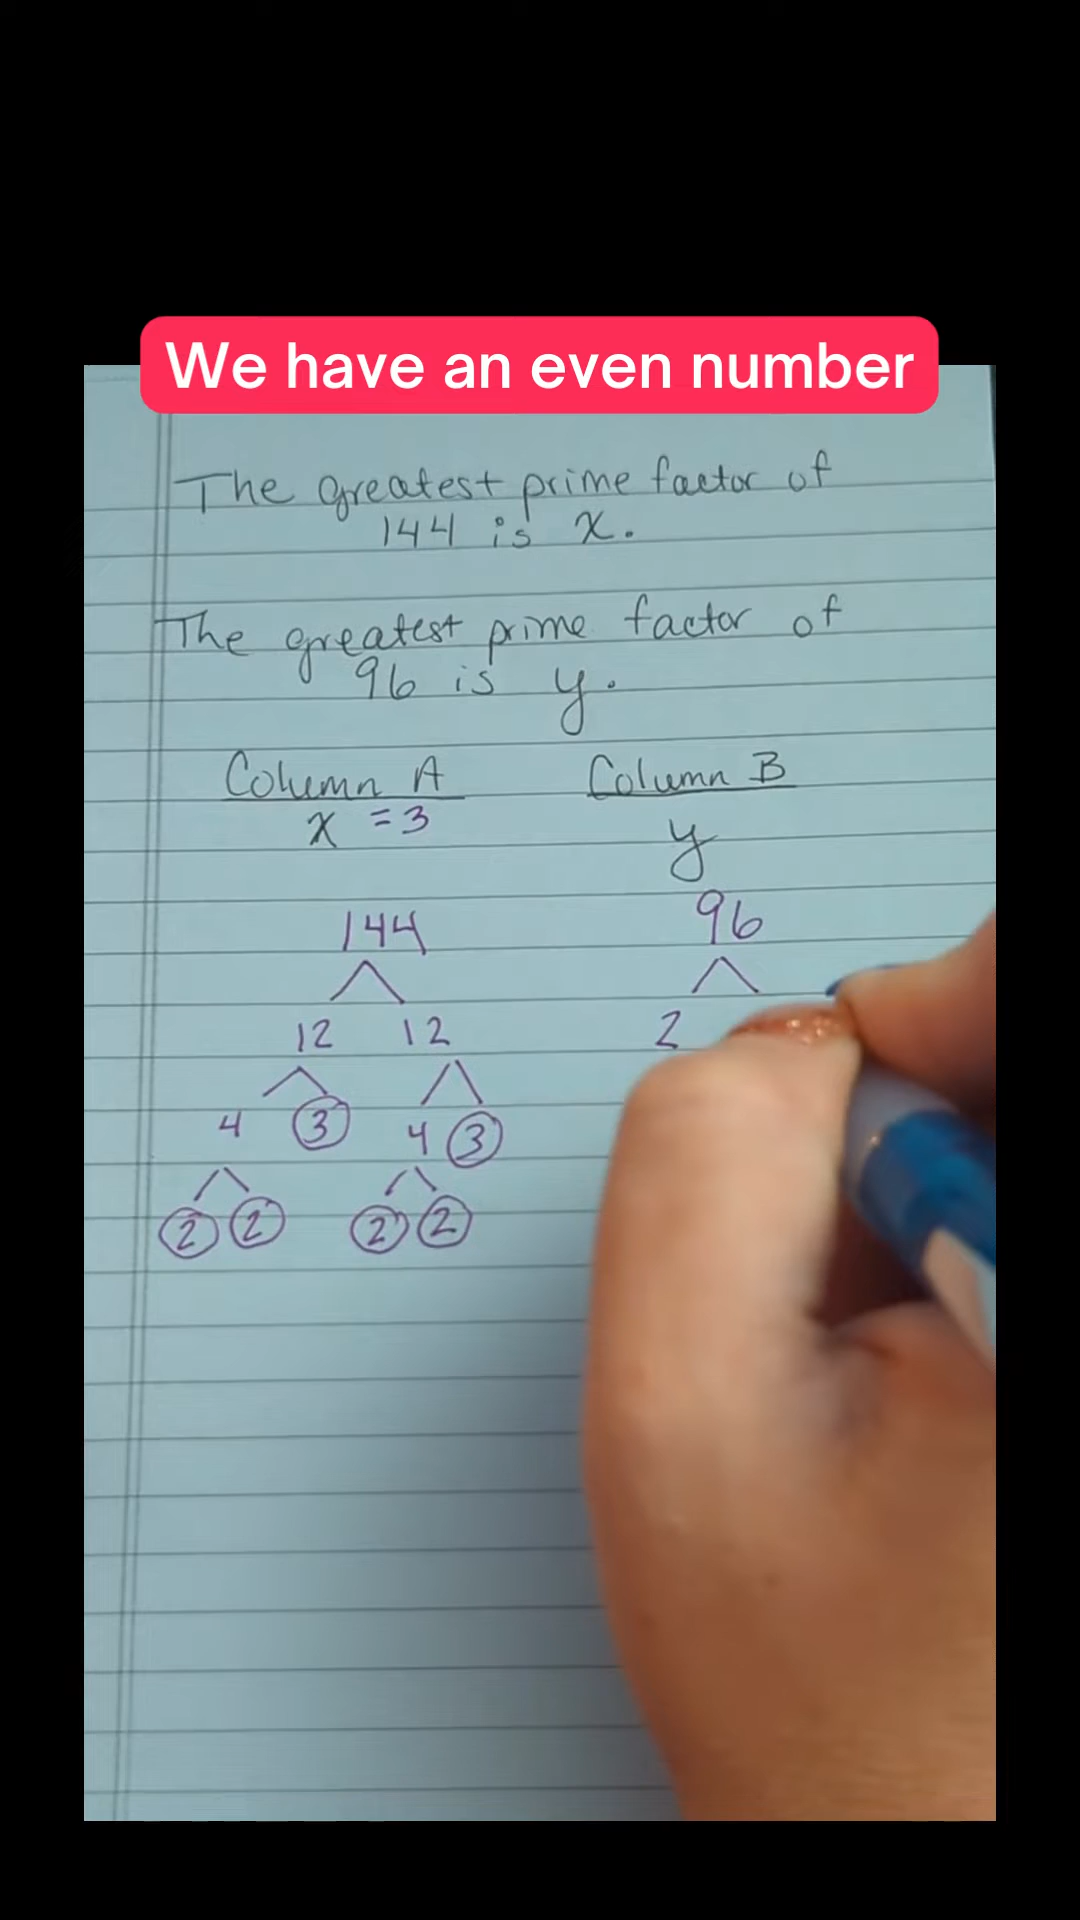 We have an even number
The greatest prime factor of
144 is x.
The greatest prime factor of
96 is y.
Column A Column B
x = 3 y
144 96
12 12 2
4 3 4 3
2 2 2 2